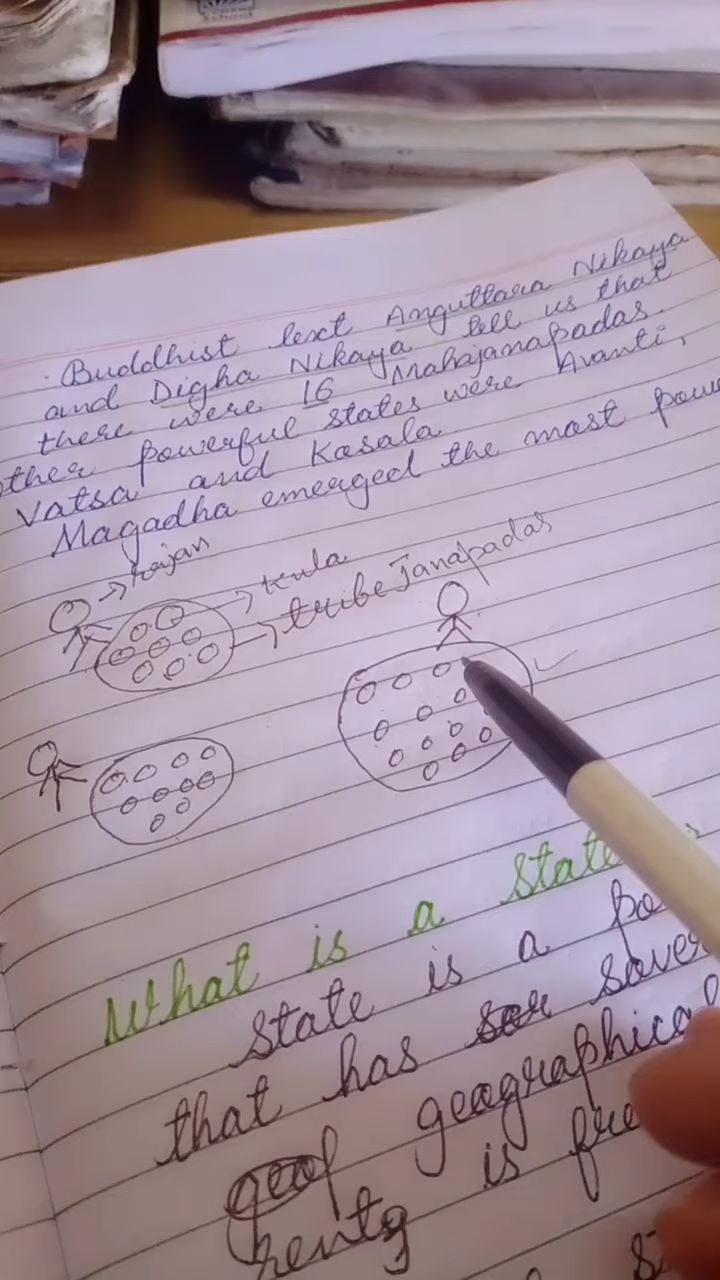 School
Buddhist text Anguttara Nikaya
and Digha Nikaya tell us that
there were 16 Mahajanapadas.
other powerful states were Avanti,
Vatsa and Kosala
Magadha emerged the most
rajan
Kula
tribe Janapadas
What is a State
State is a
that has
geographical
is